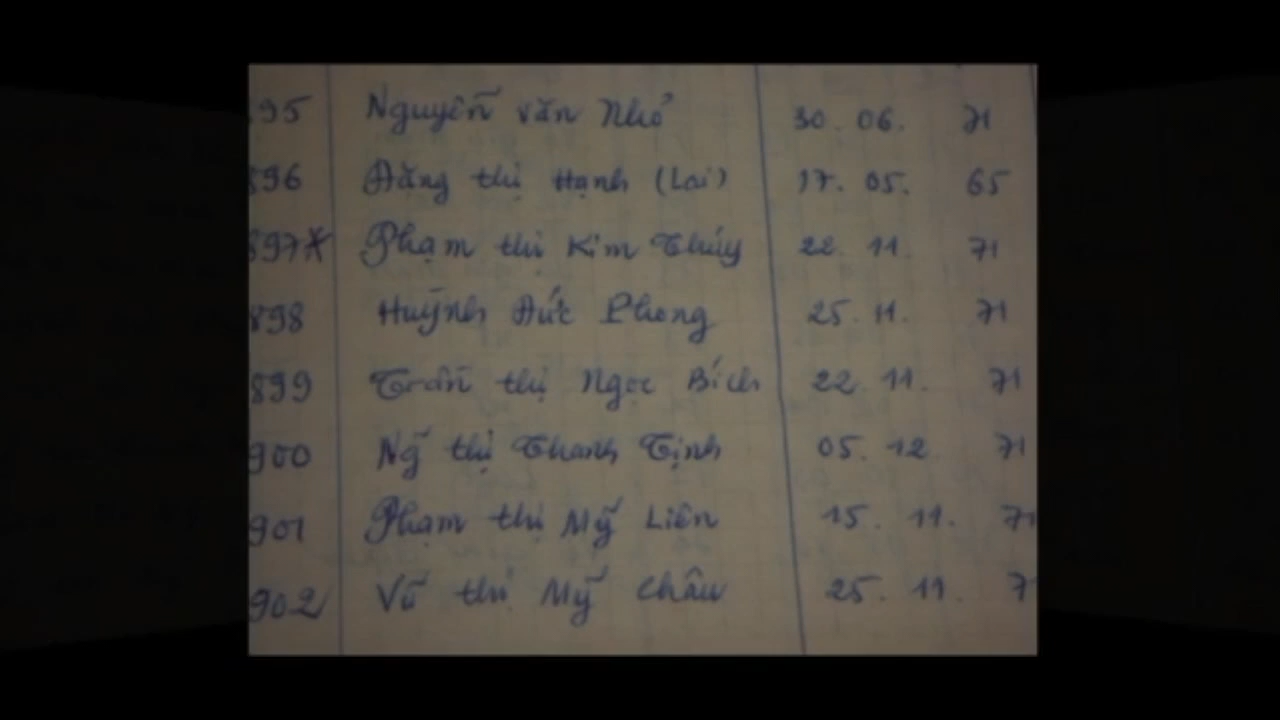 895 Nguyễn văn Nhỏ 30. 06. 71
896 Đặng thị Hạnh (Lai) 17. 05. 65
897* Phạm thị Kim Thúy 22. 11. 71
898 Huỳnh Đức Phong 25. 11. 71
899 Trần thị Ngọc Bích 22. 11. 71
900 Ng̃ thị Thanh Tịnh 05. 12. 71
901 Phạm thị Mỹ Liên 15. 11. 71
902 Vũ thị Mỹ Châu 25. 11. 7